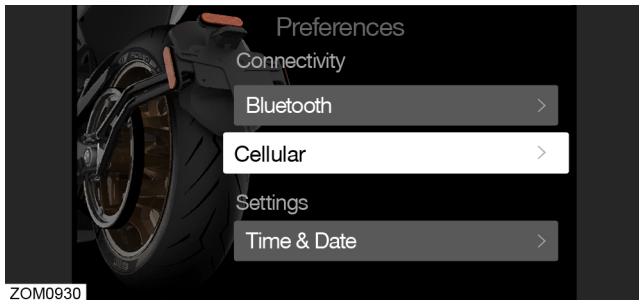 Preferences
Connectivity
Bluetooth
Cellular
Settings
Time & Date
ZOM0930